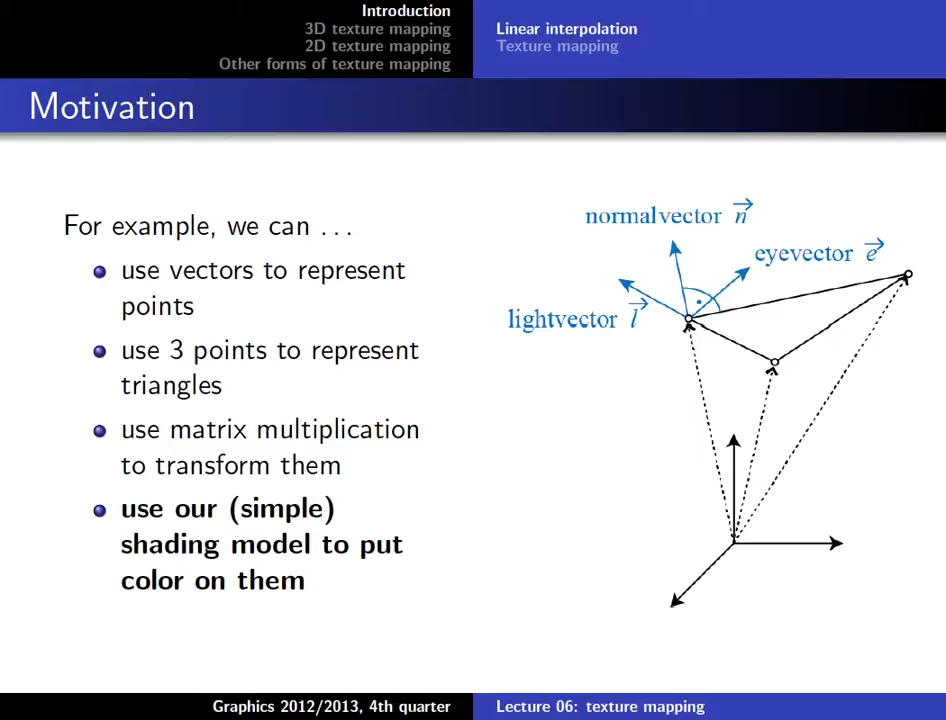 Introduction
3D texture mapping
2D texture mapping
Other forms of texture mapping
Linear interpolation
Texture mapping
Motivation
For example, we can ...
use vectors to represent
points
use 3 points to represent
triangles
use matrix multiplication
to transform them
use our (simple)
shading model to put
color on them
normalvector n⃗
eyevector e⃗
lightvector l⃗
Graphics 2012/2013, 4th quarter
Lecture 06: texture mapping